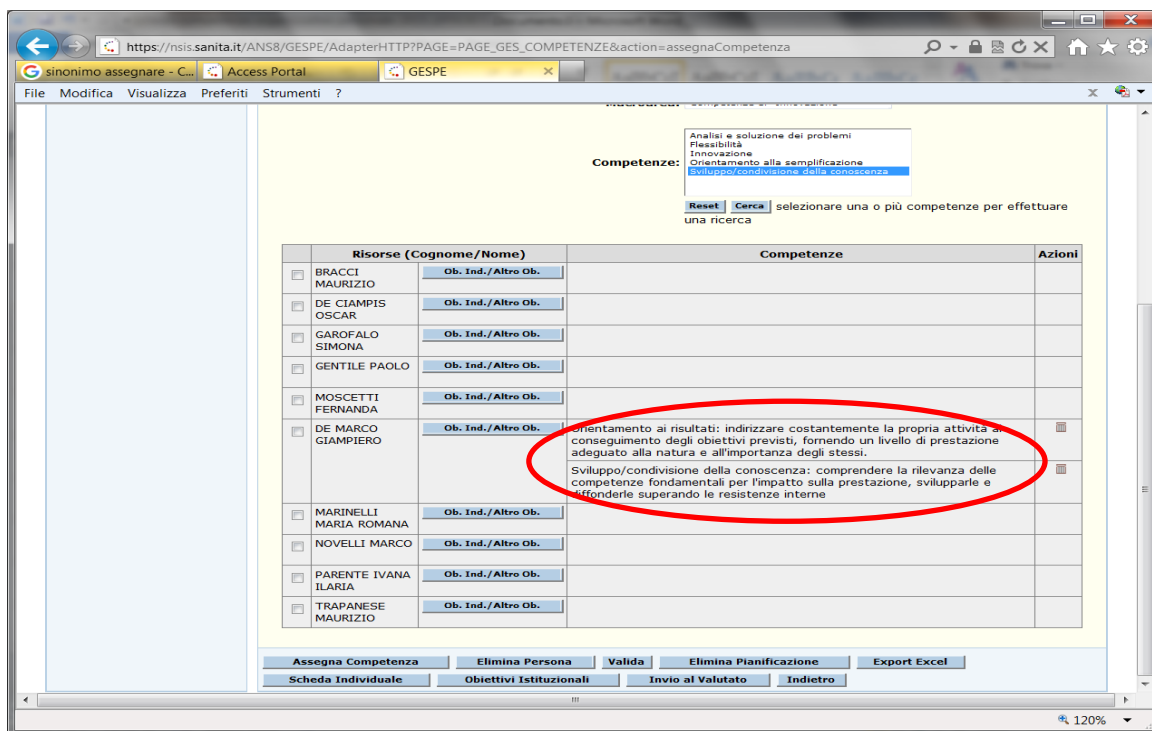 https://nsis.sanita.it/ANS8/GESPE/AdapterHTTP?PAGE=PAGE_GES_COMPETENZE&action=assegnaCompetenza
sinonimo assegnare - C... Access Portal GESPE
File Modifica Visualizza Preferiti Strumenti ?
Analisi e soluzione dei problemi
Flessibilità
Innovazione
Competenze: Orientamento alla semplificazione
Sviluppo/condivisione della conoscenza
Reset Cerca selezionare una o più competenze per effettuare
una ricerca
Risorse (Cognome/Nome) Competenze Azioni
BRACCI MAURIZIO Ob. Ind./Altro Ob.
DE CIAMPIS OSCAR Ob. Ind./Altro Ob.
GAROFALO SIMONA Ob. Ind./Altro Ob.
GENTILE PAOLO Ob. Ind./Altro Ob.
MOSCETTI FERNANDA Ob. Ind./Altro Ob.
DE MARCO GIAMPIERO Ob. Ind./Altro Ob.
Orientamento ai risultati: indirizzare costantemente la propria attività al
conseguimento degli obiettivi previsti, fornendo un livello di prestazione
adeguato alla natura e all'importanza degli stessi.
Sviluppo/condivisione della conoscenza: comprendere la rilevanza delle
competenze fondamentali per l'impatto sulla prestazione, svilupparle e
diffonderle superando le resistenze interne
MARINELLI MARIA ROMANA Ob. Ind./Altro Ob.
NOVELLI MARCO Ob. Ind./Altro Ob.
PARENTE IVANA ILARIA Ob. Ind./Altro Ob.
TRAPANESE MAURIZIO Ob. Ind./Altro Ob.
Assegna Competenza Elimina Persona Valida Elimina Pianificazione Export Excel
Scheda Individuale Obiettivi Istituzionali Invio al Valutato Indietro
120%